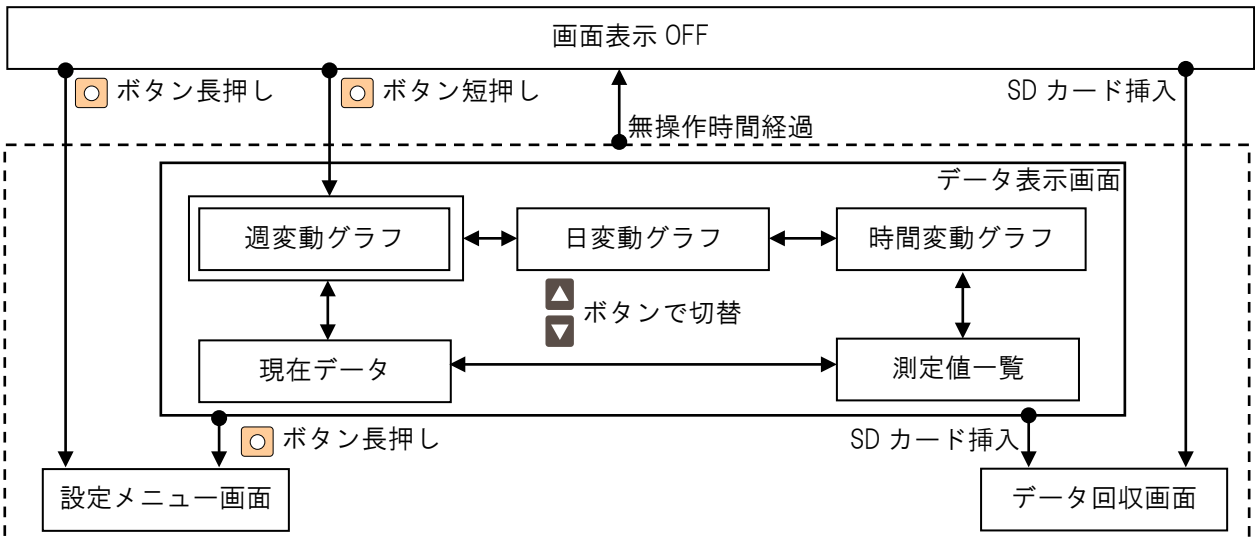 画面表示 OFF
ボタン長押し
ボタン短押し
SD カード挿入
無操作時間経過
データ表示画面
週変動グラフ
日変動グラフ
時間変動グラフ
ボタンで切替
現在データ
測定値一覧
ボタン長押し
SD カード挿入
設定メニュー画面
データ回収画面